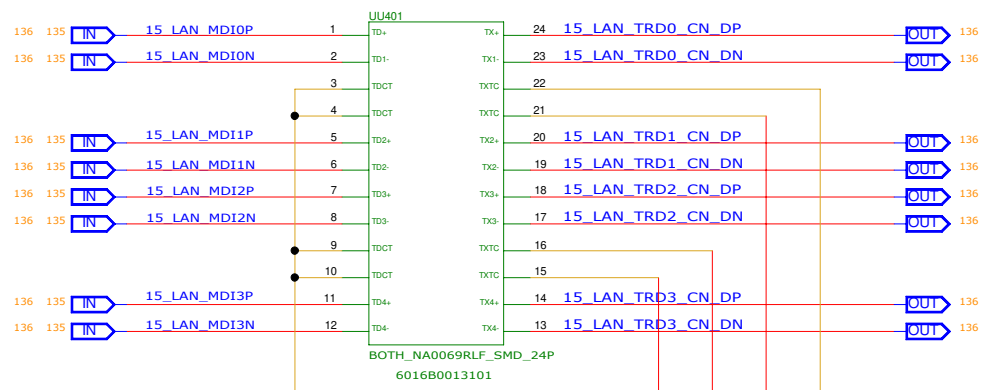 UU401
136 135 IN 15_LAN_MDI0P 1 TD+ TX+ 24 15_LAN_TRD0_CN_DP OUT 136
136 135 IN 15_LAN_MDI0N 2 TD1- TX1- 23 15_LAN_TRD0_CN_DN OUT 136
3 TDCT TXTC 22
4 TDCT TXTC 21
136 135 IN 15_LAN_MDI1P 5 TD2+ TX2+ 20 15_LAN_TRD1_CN_DP OUT 136
136 135 IN 15_LAN_MDI1N 6 TD2- TX2- 19 15_LAN_TRD1_CN_DN OUT 136
136 135 IN 15_LAN_MDI2P 7 TD3+ TX3+ 18 15_LAN_TRD2_CN_DP OUT 136
136 135 IN 15_LAN_MDI2N 8 TD3- TX3- 17 15_LAN_TRD2_CN_DN OUT 136
9 TDCT TXTC 16
10 TDCT TXTC 15
136 135 IN 15_LAN_MDI3P 11 TD4+ TX4+ 14 15_LAN_TRD3_CN_DP OUT 136
136 135 IN 15_LAN_MDI3N 12 TD4- TX4- 13 15_LAN_TRD3_CN_DN OUT 136
BOTH_NA0069RLF_SMD_24P
6016B0013101